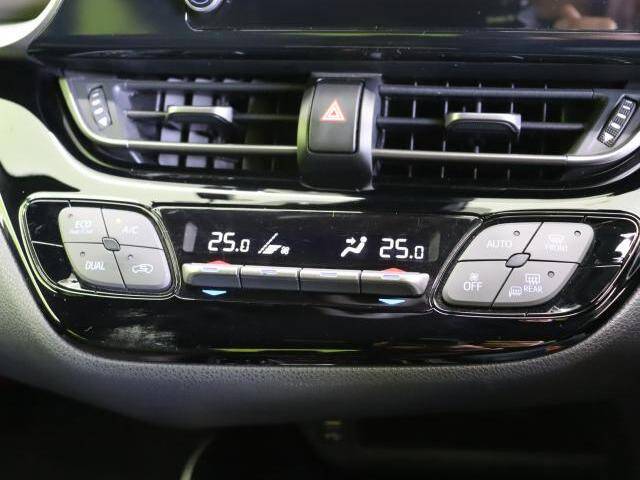 ECO
A/C
DUAL
25.0
25.0
AUTO
FRONT
OFF
REAR